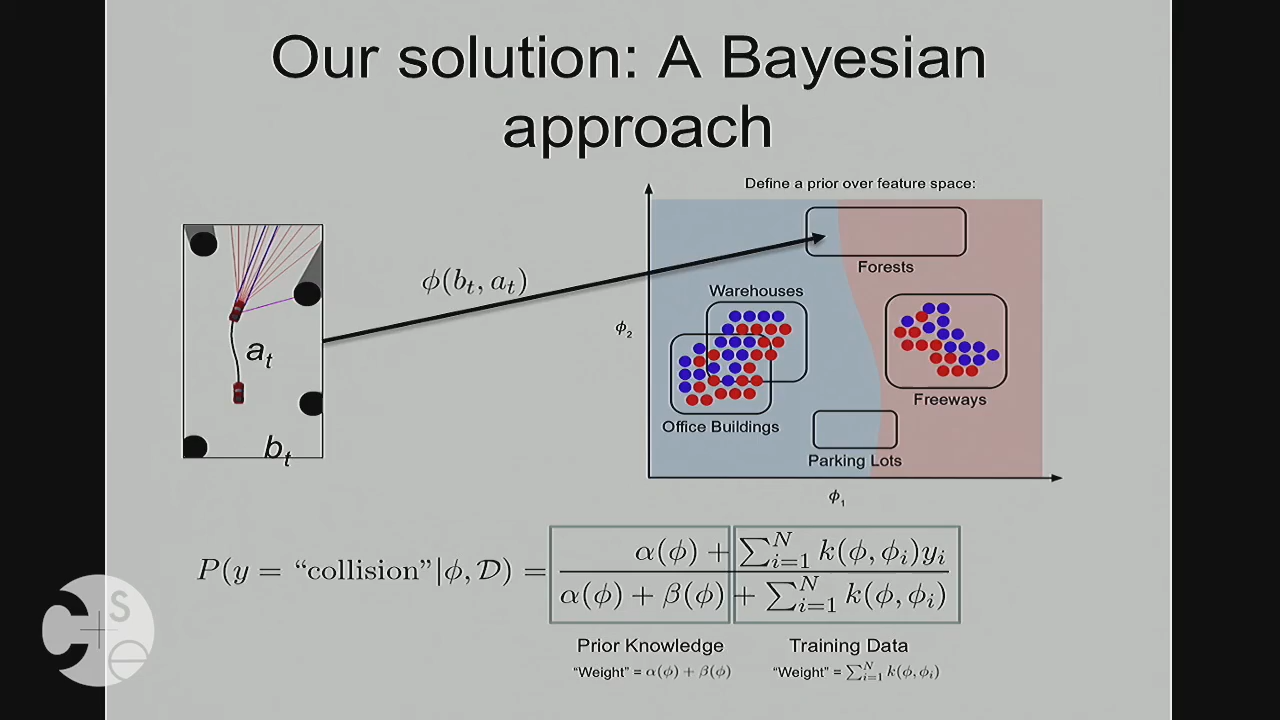 Our solution: A Bayesian
approach
Define a prior over feature space:
Forests
ϕ(b_t, a_t)
Warehouses
ϕ₂
a_t
Freeways
Office Buildings
b_t
Parking Lots
ϕ₁
P(y = “collision”|ϕ, 𝒟) = \frac{α(ϕ) + ∑_{i=1}^{N} k(ϕ, ϕ_i)y_i}{α(ϕ) + β(ϕ) + ∑_{i=1}^{N} k(ϕ, ϕ_i)}
Prior Knowledge Training Data
“Weight” = α(ϕ) + β(ϕ) “Weight” = ∑_{i=1}^{N} k(ϕ, ϕ_i)
C S e